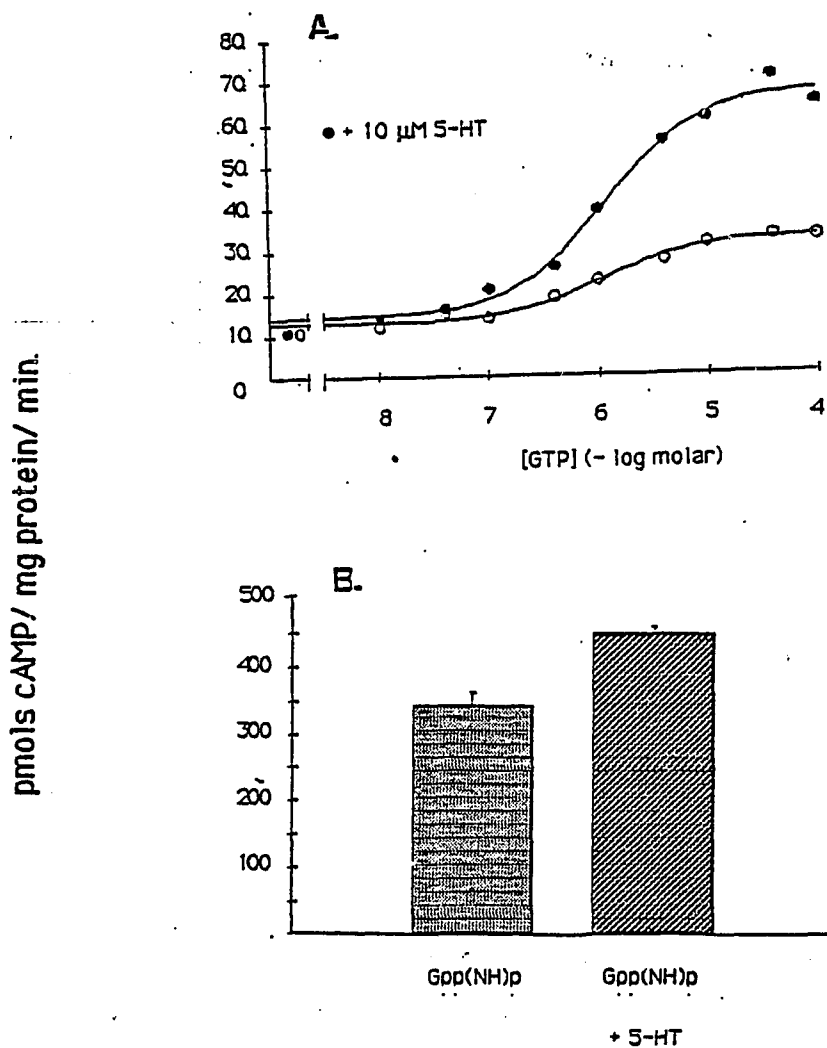 A.
80
70
60
50
40
30
20
10
0
● + 10 µM 5-HT
8 7 6 5 4
[GTP] (- log molar)
pmols cAMP/ mg protein/ min.
B.
500
400
300
200
100
Gpp(NH)p Gpp(NH)p
+ 5-HT